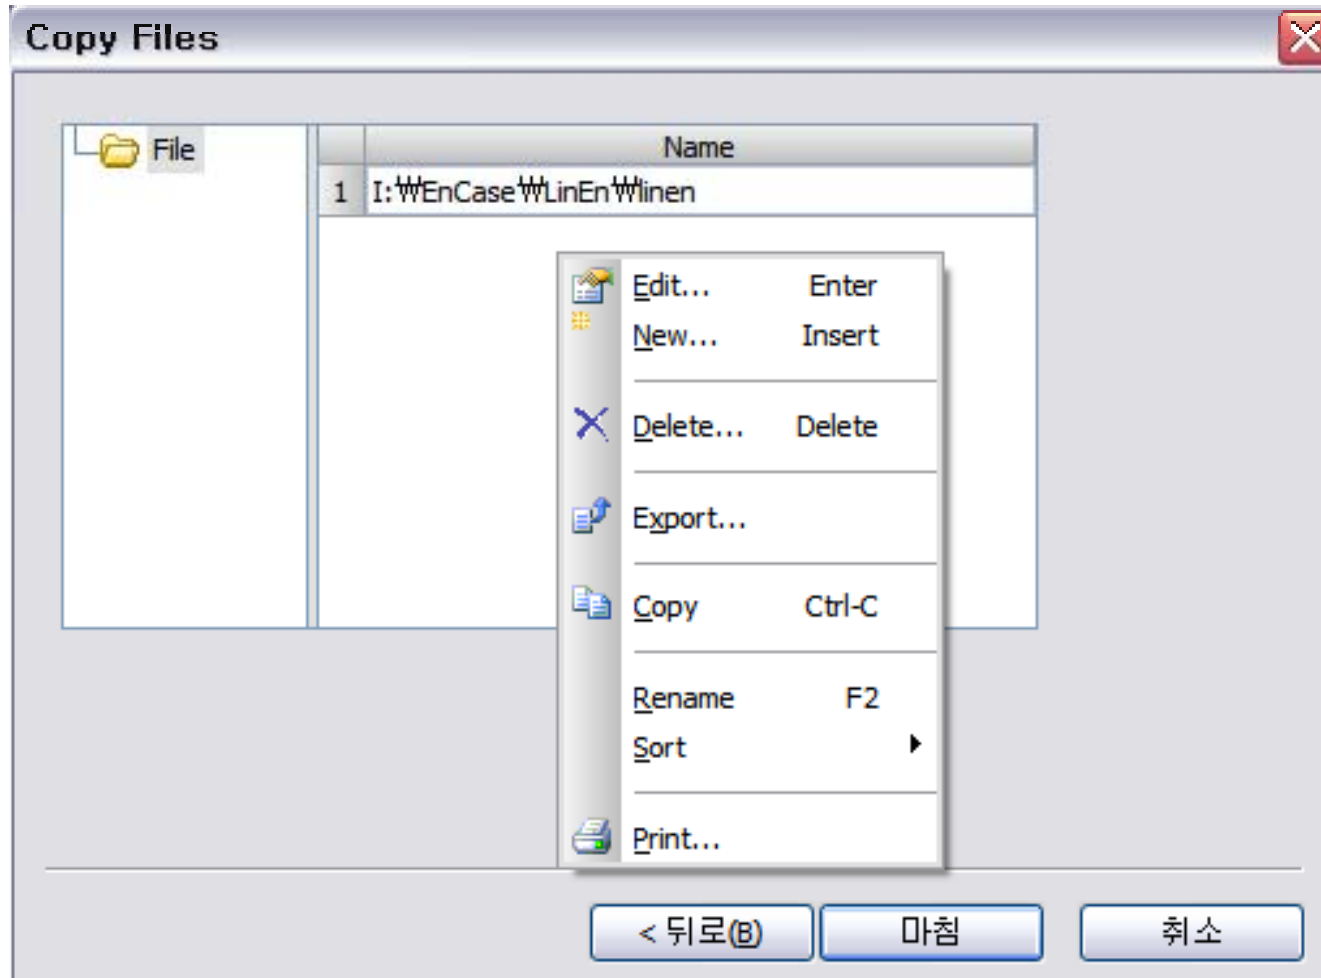 Copy Files
File
Name
1 I:₩EnCase₩LinEn₩linen
Edit... Enter
New... Insert
Delete... Delete
Export...
Copy Ctrl-C
Rename F2
Sort
Print...
< 뒤로(B) 마침 취소